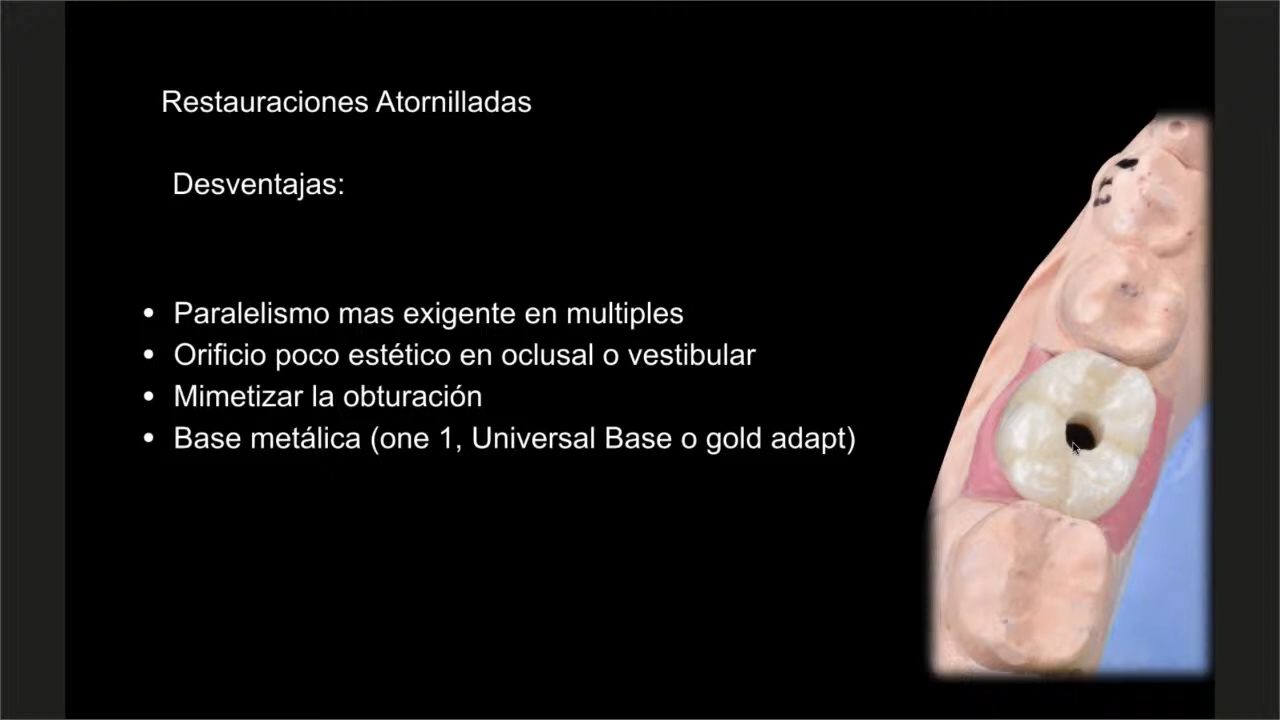 Restauraciones Atornilladas
Desventajas:
• Paralelismo mas exigente en multiples
• Orificio poco estético en oclusal o vestibular
• Mimetizar la obturación
• Base metálica (one 1, Universal Base o gold adapt)